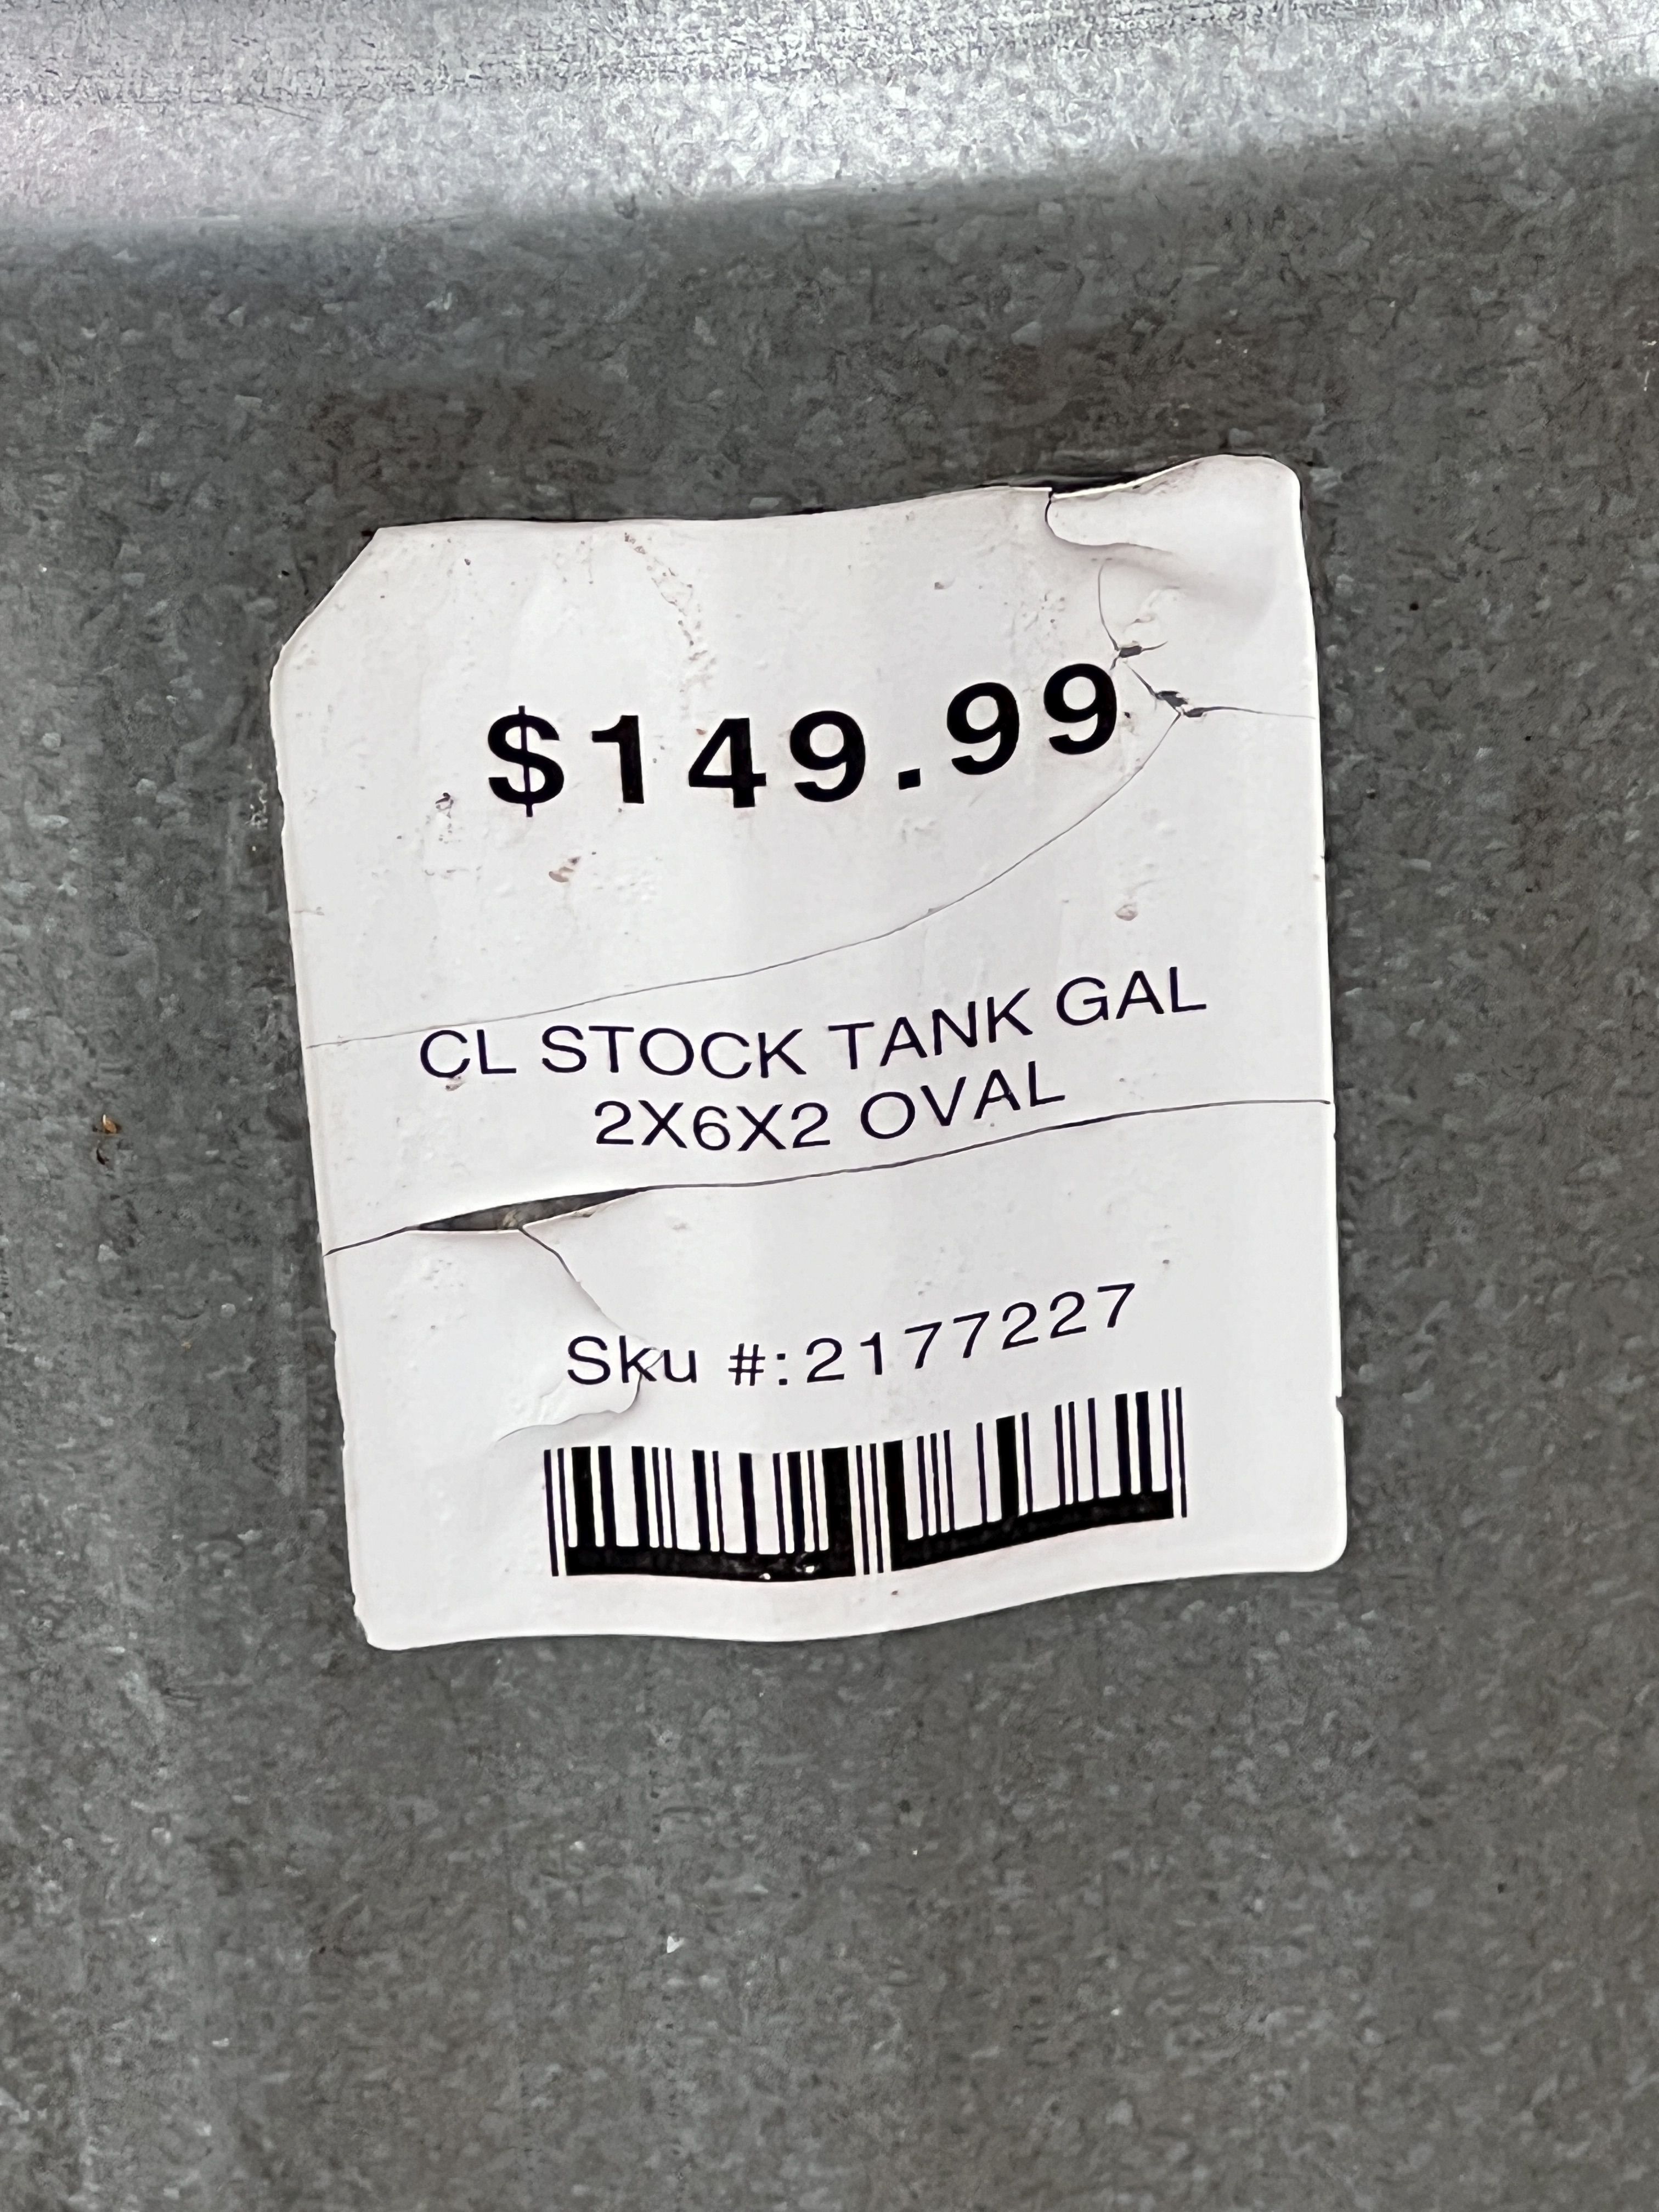 $149.99
CL STOCK TANK GAL
2X6X2 OVAL
Sku #:2177227